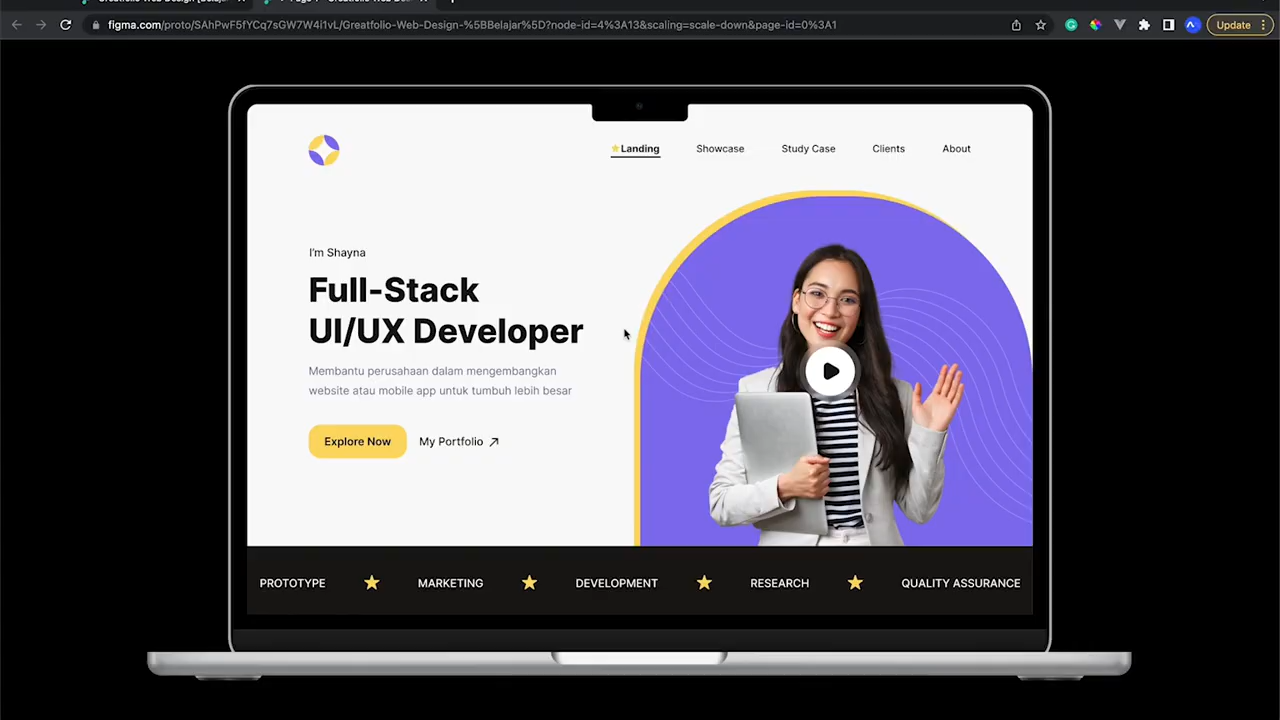 figma.com/proto/SAhPwF5fYCq7sGW7W4i1vL/Greatfolio-Web-Design-%5BBelajar%5D?node-id=4%3A13&scaling=scale-down&page-id=0%3A1
Update
Landing
Showcase
Study Case
Clients
About
I'm Shayna
Full-Stack
UI/UX Developer
Membantu perusahaan dalam mengembangkan
website atau mobile app untuk tumbuh lebih besar
Explore Now
My Portfolio
PROTOTYPE
MARKETING
DEVELOPMENT
RESEARCH
QUALITY ASSURANCE